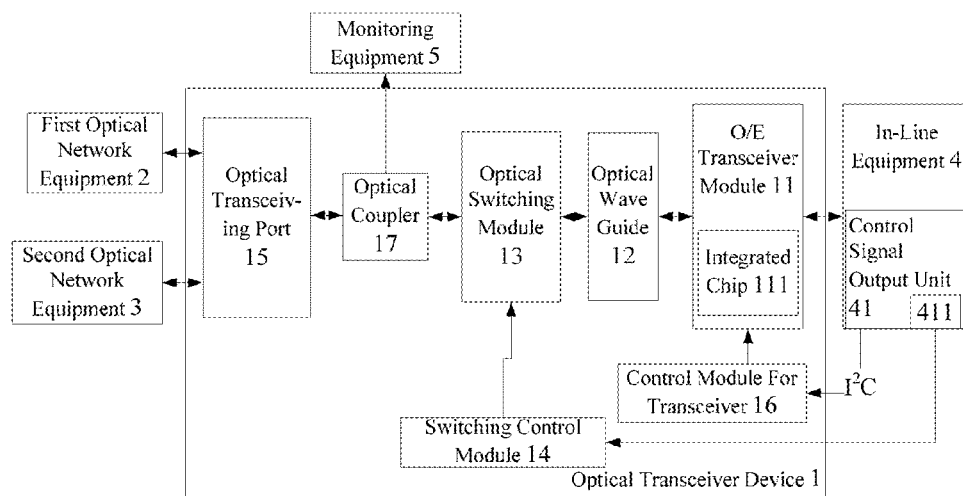 Monitoring
Equipment 5
First Optical
Network
Equipment 2
Second Optical
Network
Equipment 3
Optical
Transceiv-
ing Port
15
Optical
Coupler
17
Optical
Switching
Module
13
Optical
Wave
Guide
12
O/E
Transceiver
Module 11
Integrated
Chip 111
In-Line
Equipment 4
Control
Signal
Output Unit
41
411
Control Module For
Transceiver 16
I²C
Switching Control
Module 14
Optical Transceiver Device 1